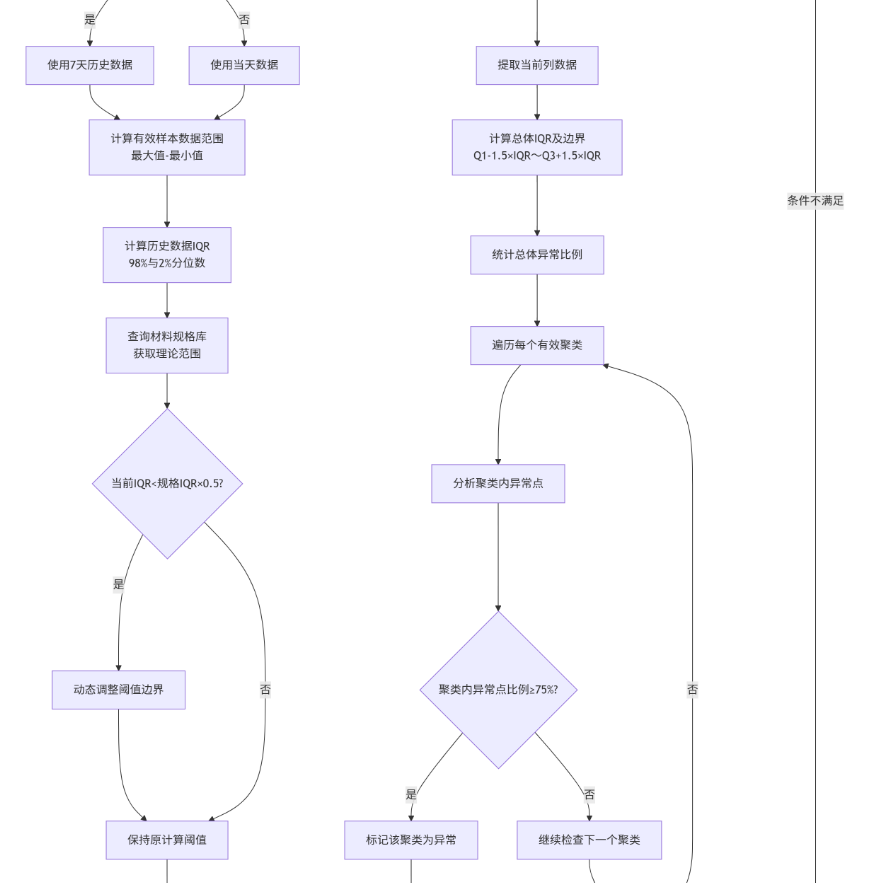 是
否
使用7天历史数据
使用当天数据
计算有效样本数据范围
最大值-最小值
计算历史数据IQR
98%与2%分位数
查询材料规格库
获取理论范围
当前IQR<规格IQR×0.5?
是
否
动态调整阈值边界
保持原计算阈值
提取当前列数据
计算总体IQR及边界
Q1-1.5×IQR～Q3+1.5×IQR
统计总体异常比例
遍历每个有效聚类
分析聚类内异常点
聚类内异常点比例≥75%?
是
否
标记该聚类为异常
继续检查下一个聚类
否
条件不满足